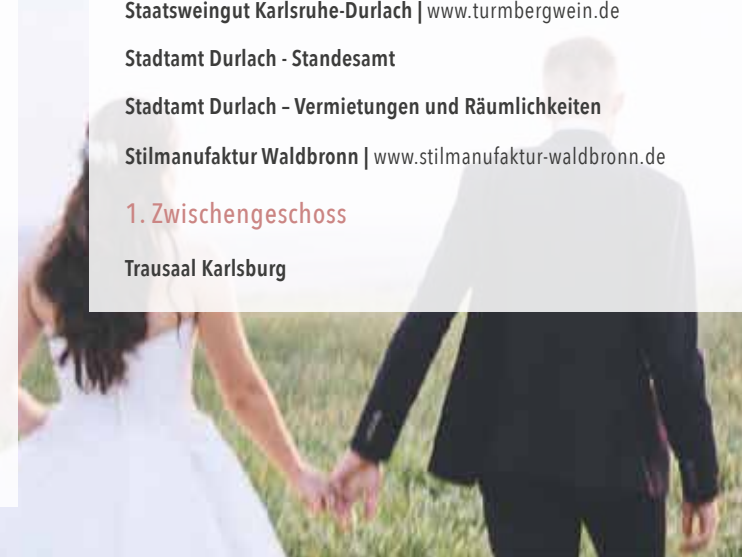 Staatsweingut Karlsruhe-Durlach | www.turmbergwein.de
Stadtamt Durlach - Standesamt
Stadtamt Durlach – Vermietungen und Räumlichkeiten
Stilmanufaktur Waldbronn | www.stilmanufaktur-waldbronn.de
1. Zwischengeschoss
Trausaal Karlsburg